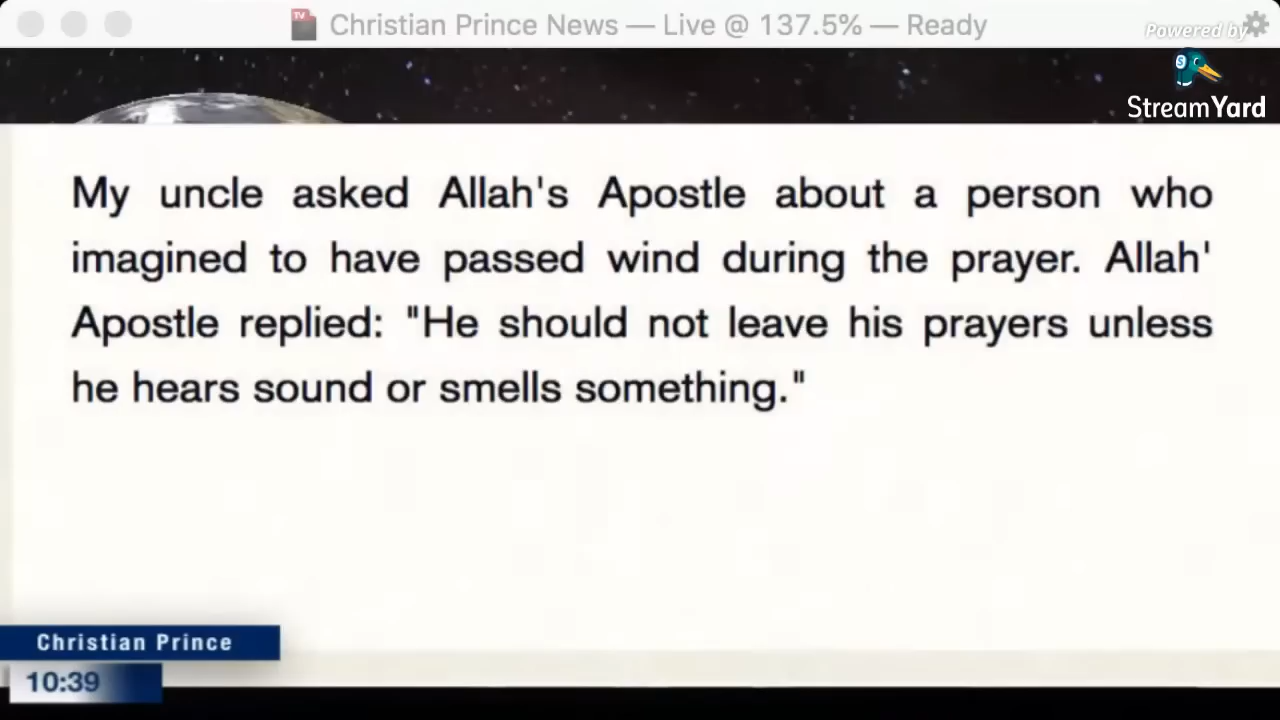 Christian Prince News — Live @ 137.5% — Ready
Powered by
StreamYard
My uncle asked Allah's Apostle about a person who
imagined to have passed wind during the prayer. Allah'
Apostle replied: "He should not leave his prayers unless
he hears sound or smells something."
Christian Prince
10:39